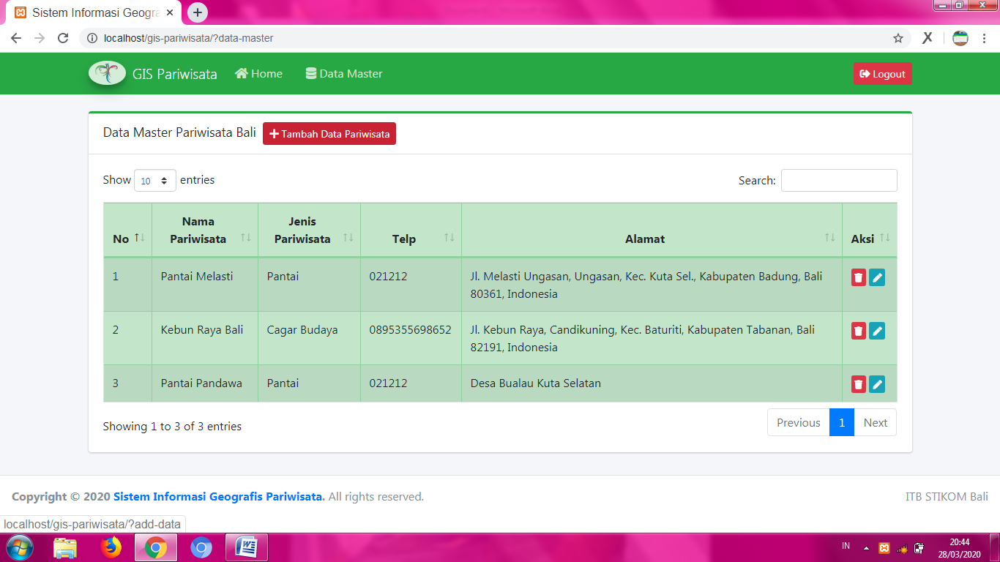 Sistem Informasi Geogra
localhost/gis-pariwisata/?data-master
GIS Pariwisata
Home
Data Master
Logout
Data Master Pariwisata Bali
Tambah Data Pariwisata
Show 10 entries
Search:
No
Nama Pariwisata
Jenis Pariwisata
Telp
Alamat
Aksi
1 Pantai Melasti Pantai 021212 Jl. Melasti Ungasan, Ungasan, Kec. Kuta Sel., Kabupaten Badung, Bali
80361, Indonesia
2 Kebun Raya Bali Cagar Budaya 0895355698652 Jl. Kebun Raya, Candikuning, Kec. Baturiti, Kabupaten Tabanan, Bali
82191, Indonesia
3 Pantai Pandawa Pantai 021212 Desa Bualau Kuta Selatan
Showing 1 to 3 of 3 entries
Previous 1 Next
Copyright © 2020 Sistem Informasi Geografis Pariwisata. All rights reserved.
ITB STIKOM Bali
localhost/gis-pariwisata/?add-data
IN
20:44
28/03/2020